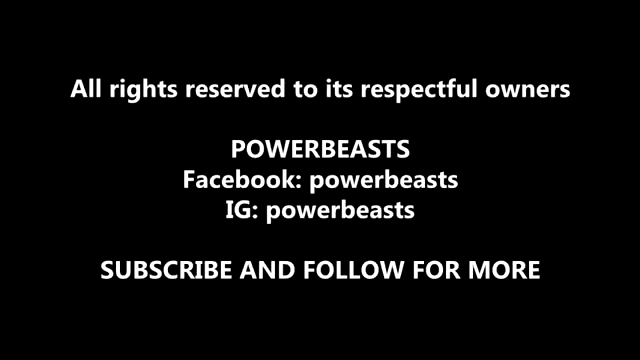 All rights reserved to its respectful owners
POWERBEASTS
Facebook: powerbeasts
IG: powerbeasts
SUBSCRIBE AND FOLLOW FOR MORE